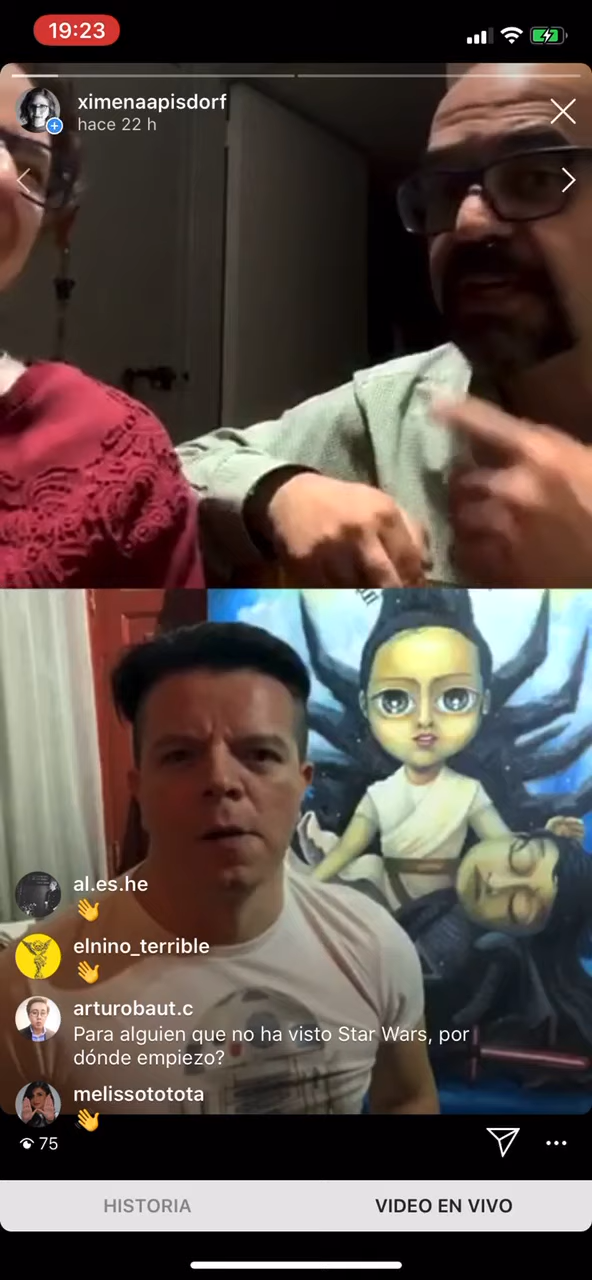 19:23
ximenaapisdorf
hace 22 h
al.es.he
👋
elnino_terrible
👋
arturobaut.c
Para alguien que no ha visto Star Wars, por
dónde empiezo?
melissototota
👋
75
HISTORIA
VIDEO EN VIVO